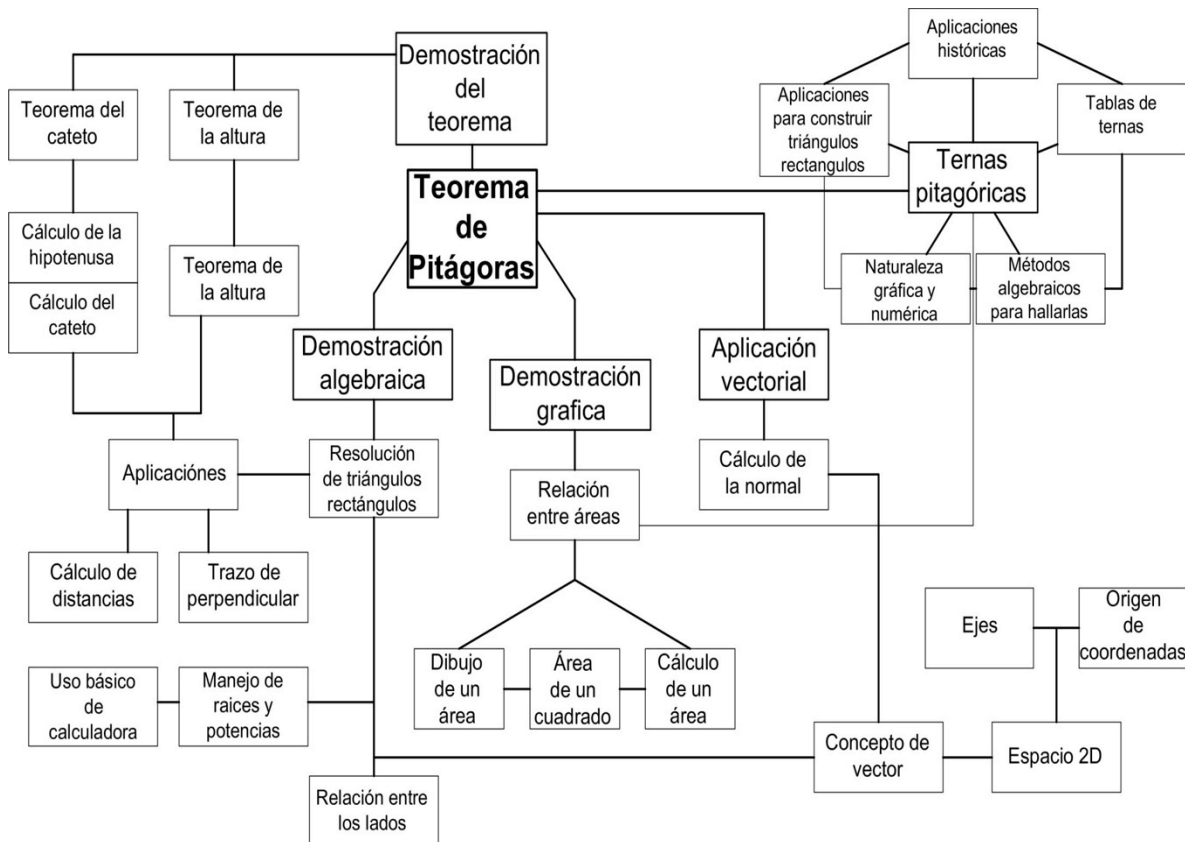 Demostración
del
teorema
Aplicaciones
históricas
Teorema del
cateto
Teorema de
la altura
Aplicaciones
para construir
triángulos
rectangulos
Tablas de
ternas
Teorema
de
Pitágoras
Ternas
pitagóricas
Cálculo de la
hipotenusa
Cálculo del
cateto
Teorema de
la altura
Naturaleza
gráfica y
numérica
Métodos
algebraicos
para hallarlas
Demostración
algebraica
Demostración
grafica
Aplicación
vectorial
Aplicaciónes
Resolución
de triángulos
rectángulos
Relación
entre áreas
Cálculo de
la normal
Cálculo de
distancias
Trazo de
perpendicular
Ejes
Origen
de
coordenadas
Uso básico
de
calculadora
Manejo de
raices y
potencias
Dibujo
de un
área
Área
de un
cuadrado
Cálculo
de un
área
Concepto de
vector
Espacio 2D
Relación entre
los lados